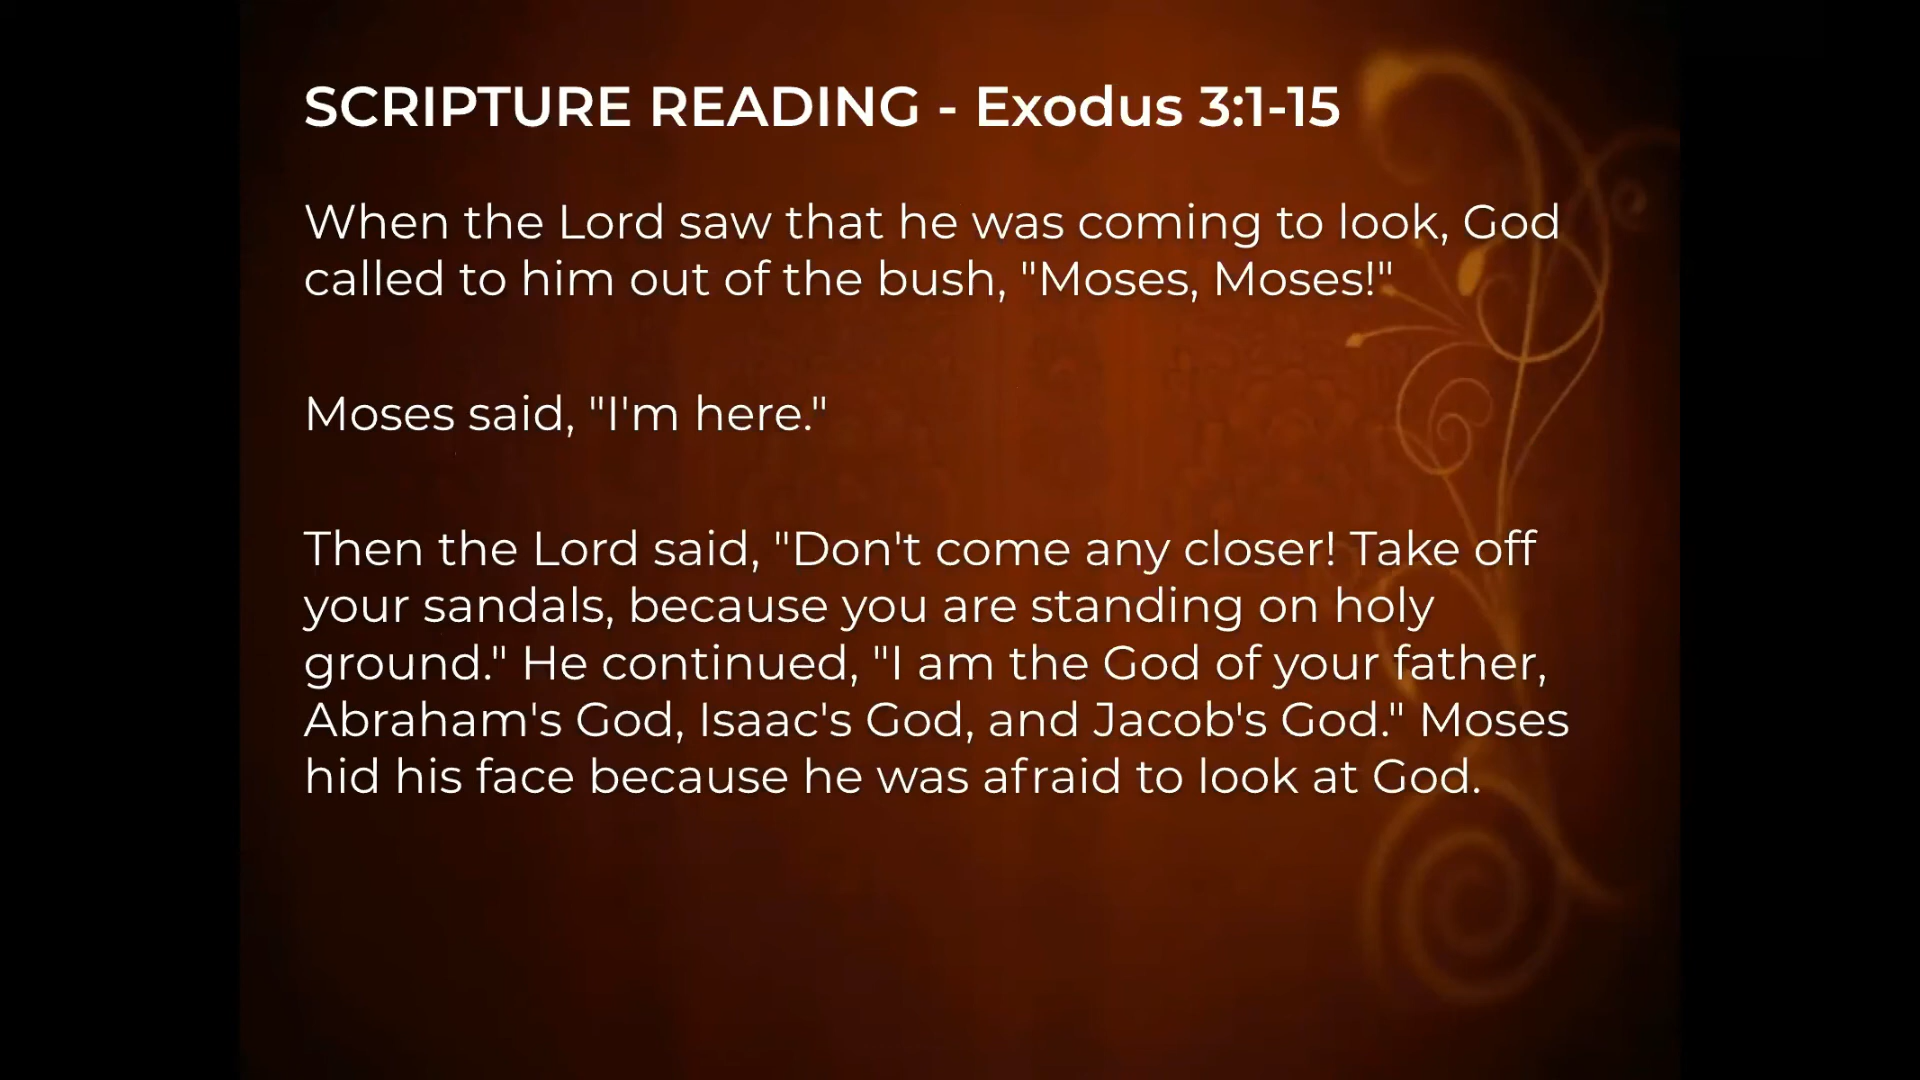 SCRIPTURE READING - Exodus 3:1-15
When the Lord saw that he was coming to look, God
called to him out of the bush, "Moses, Moses!"
Moses said, "I'm here."
Then the Lord said, "Don't come any closer! Take off
your sandals, because you are standing on holy
ground." He continued, "I am the God of your father,
Abraham's God, Isaac's God, and Jacob's God." Moses
hid his face because he was afraid to look at God.